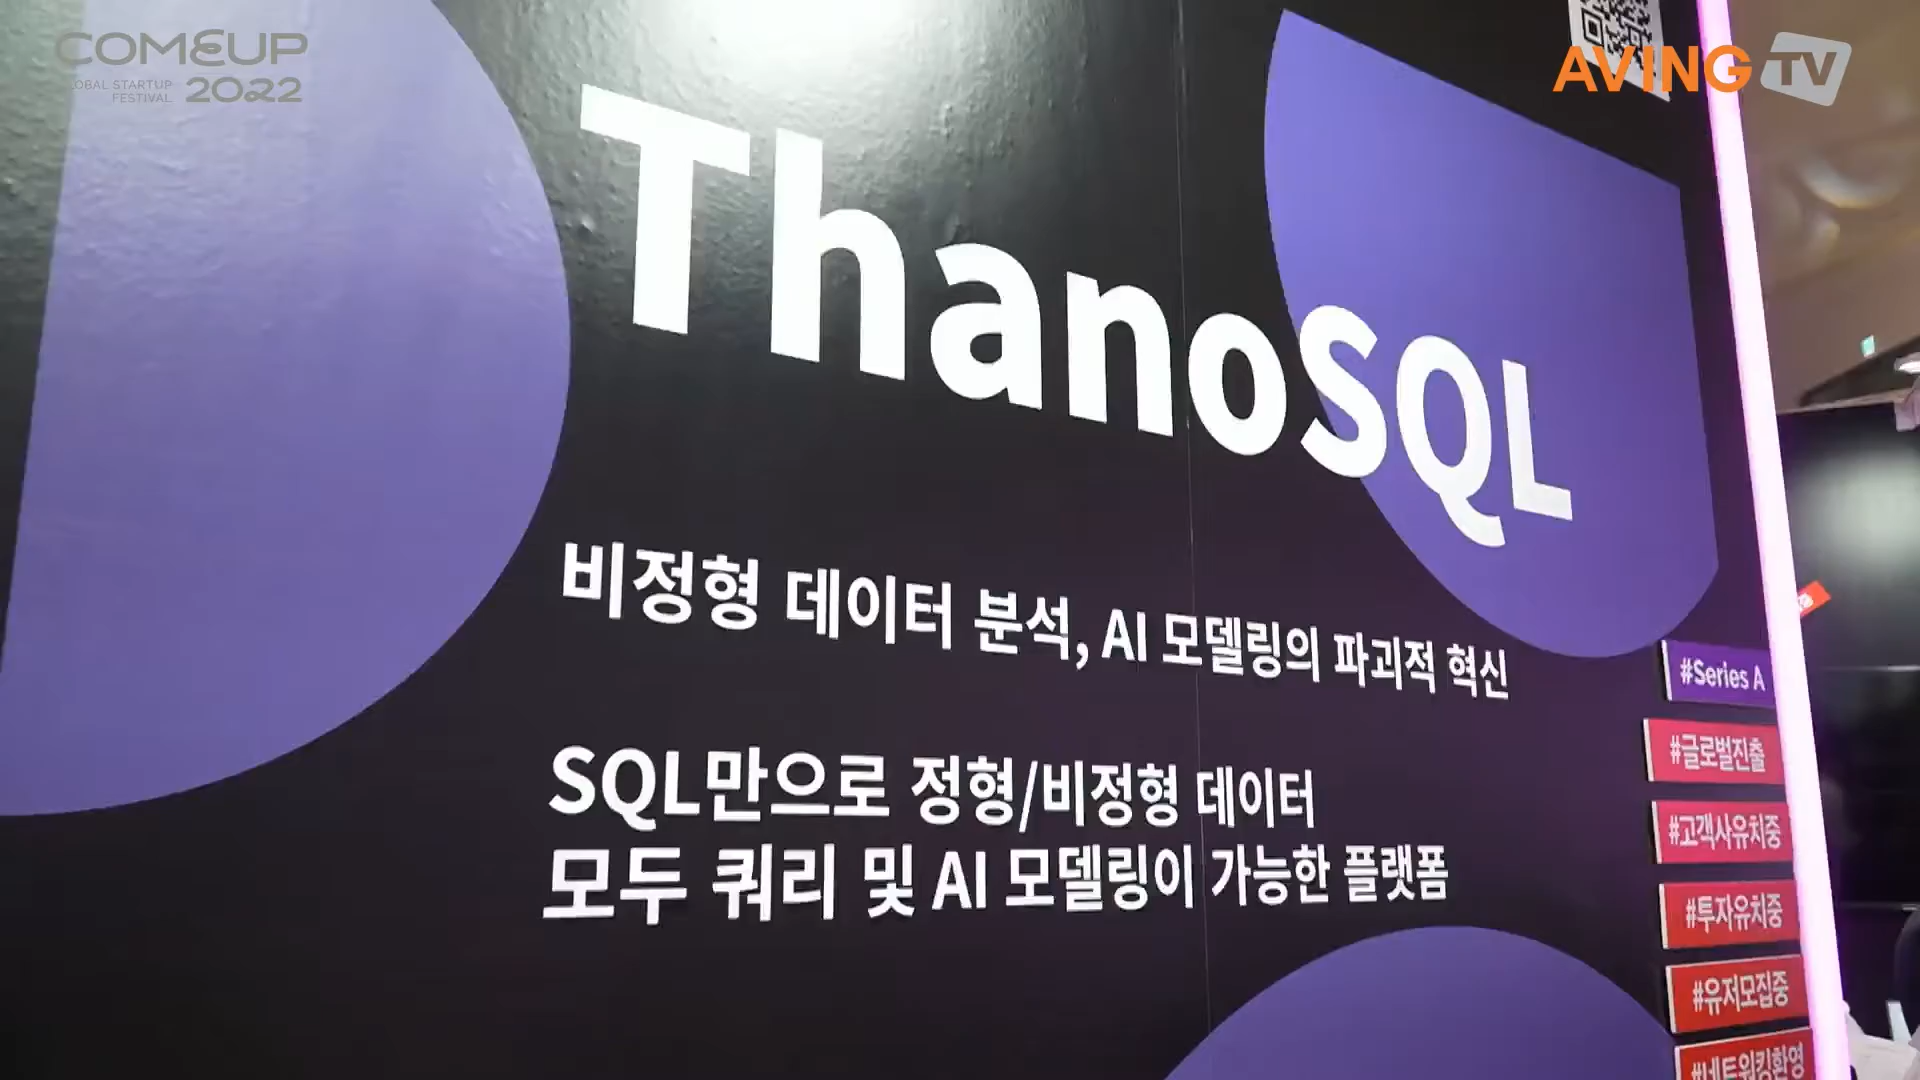 COMEUP
GLOBAL STARTUP
FESTIVAL 2022
AVING TV
ThanoSQL
비정형 데이터 분석, AI 모델링의 파괴적 혁신
SQL만으로 정형/비정형 데이터
모두 쿼리 및 AI 모델링이 가능한 플랫폼
#Series A
#글로벌진출
#고객사유치중
#투자유치중
#유저모집중
#네트워킹환영